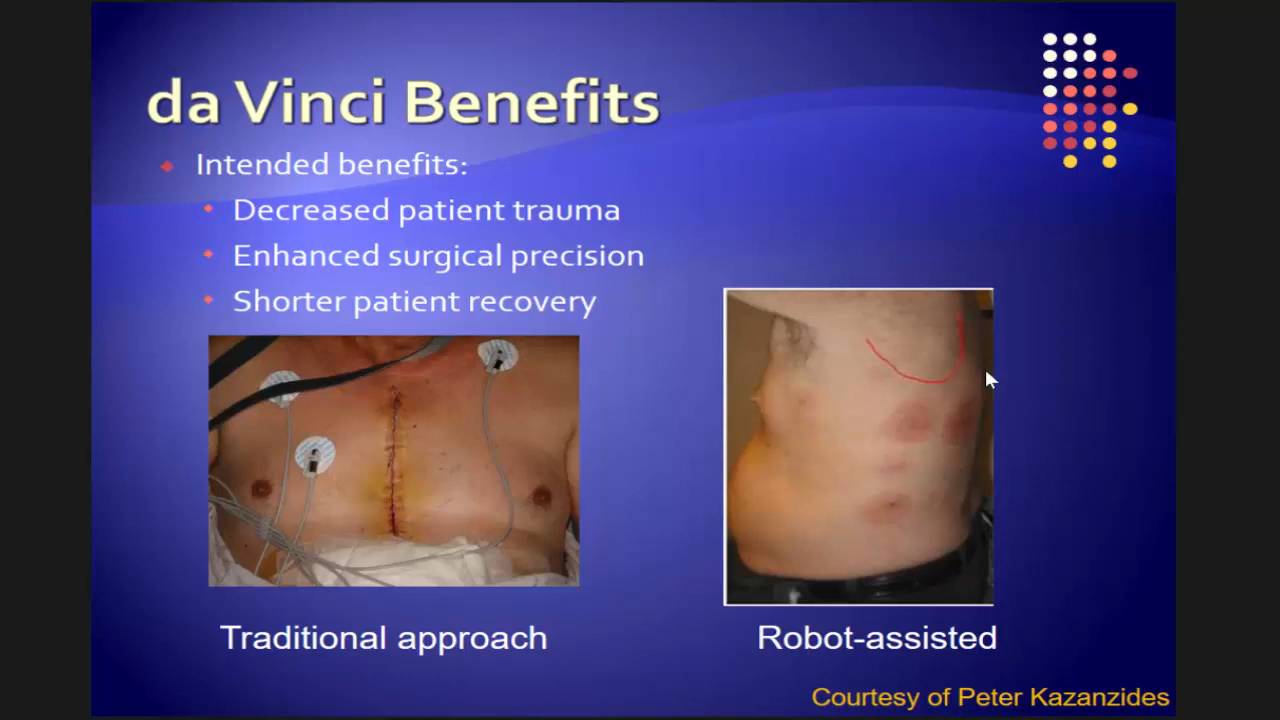 da Vinci Benefits
Intended benefits:
Decreased patient trauma
Enhanced surgical precision
Shorter patient recovery
Traditional approach
Robot-assisted
Courtesy of Peter Kazanzides